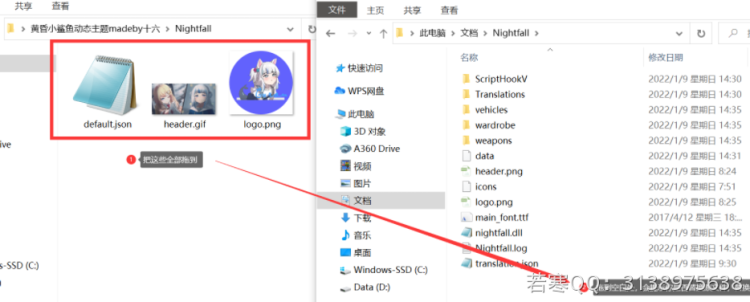 共享 查看
黄昏小鲨鱼动态主题madeby十六 > Nightfall
default.json
header.gif
logo.png
1 把这些全部拖到
ive
s-SSD (C:)
)
文件 主页 共享 查看
此电脑 > 文档 > Nightfall >
快速访问
WPS网盘
此电脑
3D 对象
A360 Drive
视频
图片
文档
下载
音乐
桌面
Windows-SSD (C:)
Data (D:)
名称 修改日期
ScriptHookV 2022/1/9 星期日 14:30
Translations 2022/1/9 星期日 14:30
vehicles 2022/1/9 星期日 14:35
wardrobe 2022/1/9 星期日 14:35
weapons 2022/1/9 星期日 14:35
data 2022/1/9 星期日 14:31
header.png 2022/1/9 星期日 8:24
icons 2022/1/9 星期日 7:51
logo.png 2022/1/9 星期日 8:25
main_font.ttf 2017/4/12 星期三 18:...
nightfall.dll 2022/1/9 星期日 14:35
Nightfall.log 2022/1/9 星期日 14:35
translation.json 2022/1/9 星期日 9:30
若寒QQ：3138975638